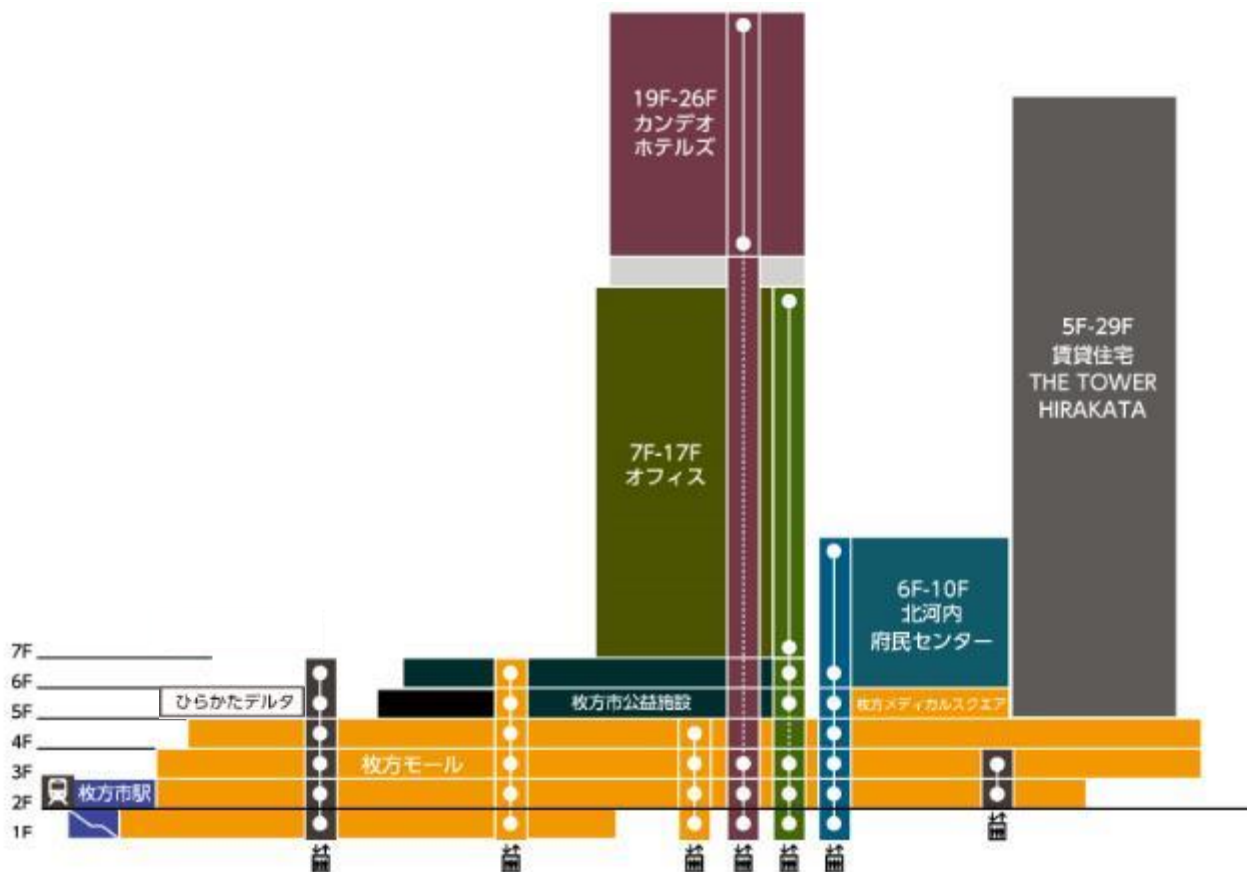 19F-26F
カンデオ
ホテルズ
5F-29F
賃貸住宅
THE TOWER
HIRAKATA
7F-17F
オフィス
6F-10F
北河内
府民センター
7F
6F
ひらかたデルタ
枚方市公益施設
枚方メディカルスクエア
5F
4F
枚方モール
3F
枚方市駅
2F
1F